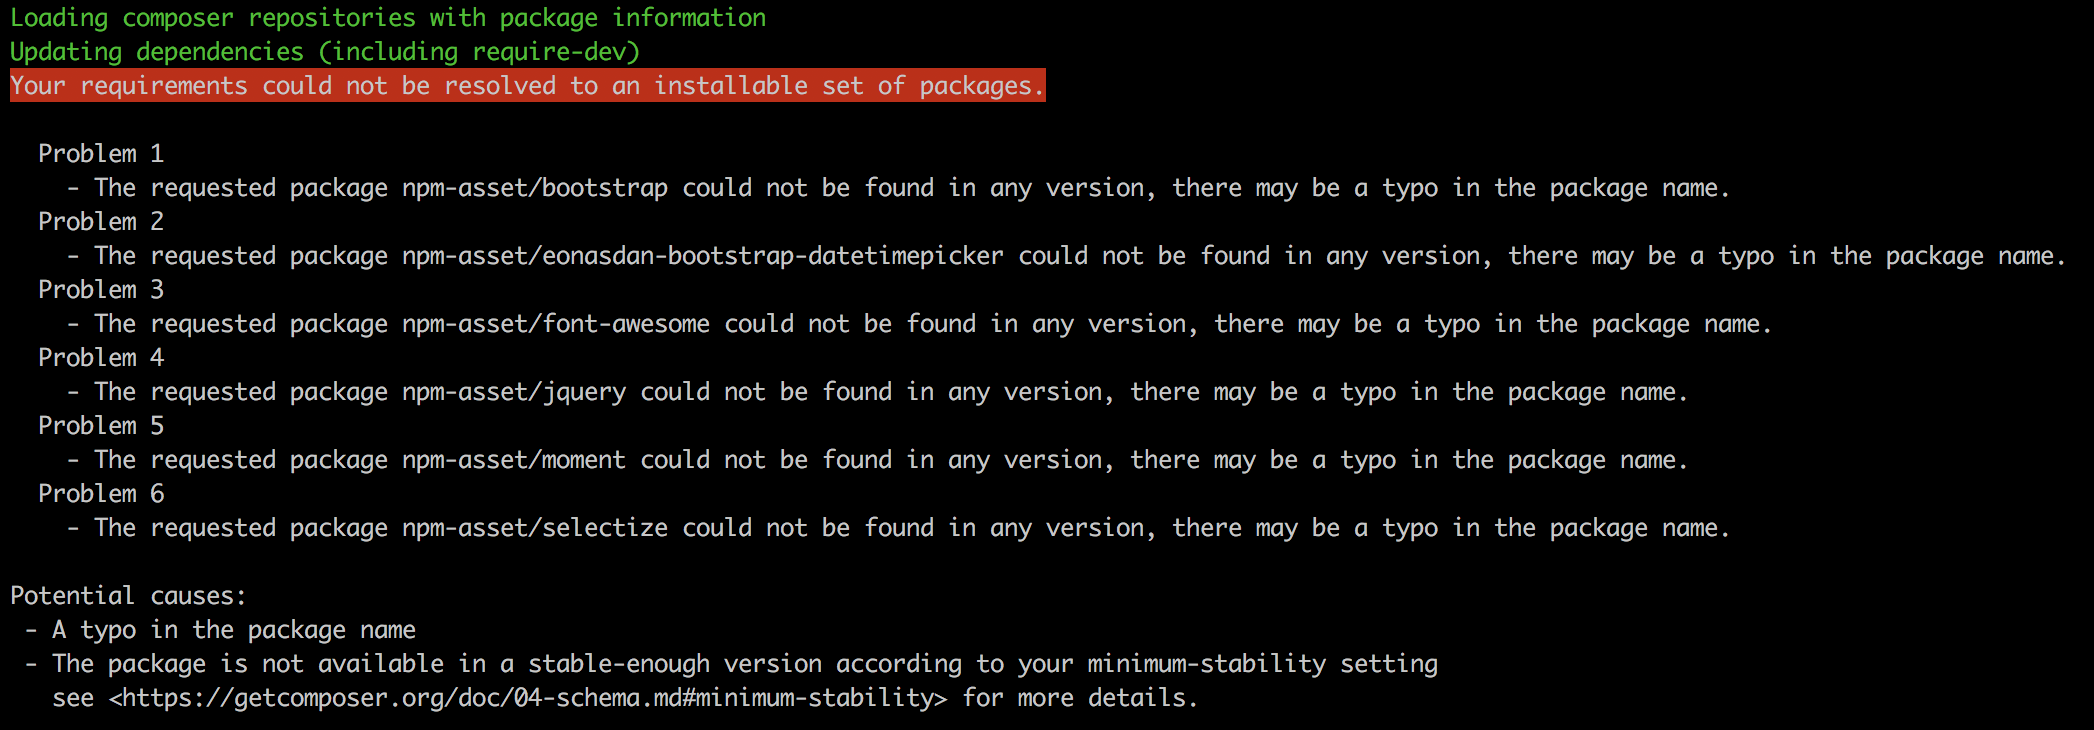 Loading composer repositories with package information
Updating dependencies (including require-dev)
Your requirements could not be resolved to an installable set of packages.
Problem 1
- The requested package npm-asset/bootstrap could not be found in any version, there may be a typo in the package name.
Problem 2
- The requested package npm-asset/eonasdan-bootstrap-datetimepicker could not be found in any version, there may be a typo in the package name.
Problem 3
- The requested package npm-asset/font-awesome could not be found in any version, there may be a typo in the package name.
Problem 4
- The requested package npm-asset/jquery could not be found in any version, there may be a typo in the package name.
Problem 5
- The requested package npm-asset/moment could not be found in any version, there may be a typo in the package name.
Problem 6
- The requested package npm-asset/selectize could not be found in any version, there may be a typo in the package name.
Potential causes:
- A typo in the package name
- The package is not available in a stable-enough version according to your minimum-stability setting
see <https://getcomposer.org/doc/04-schema.md#minimum-stability> for more details.